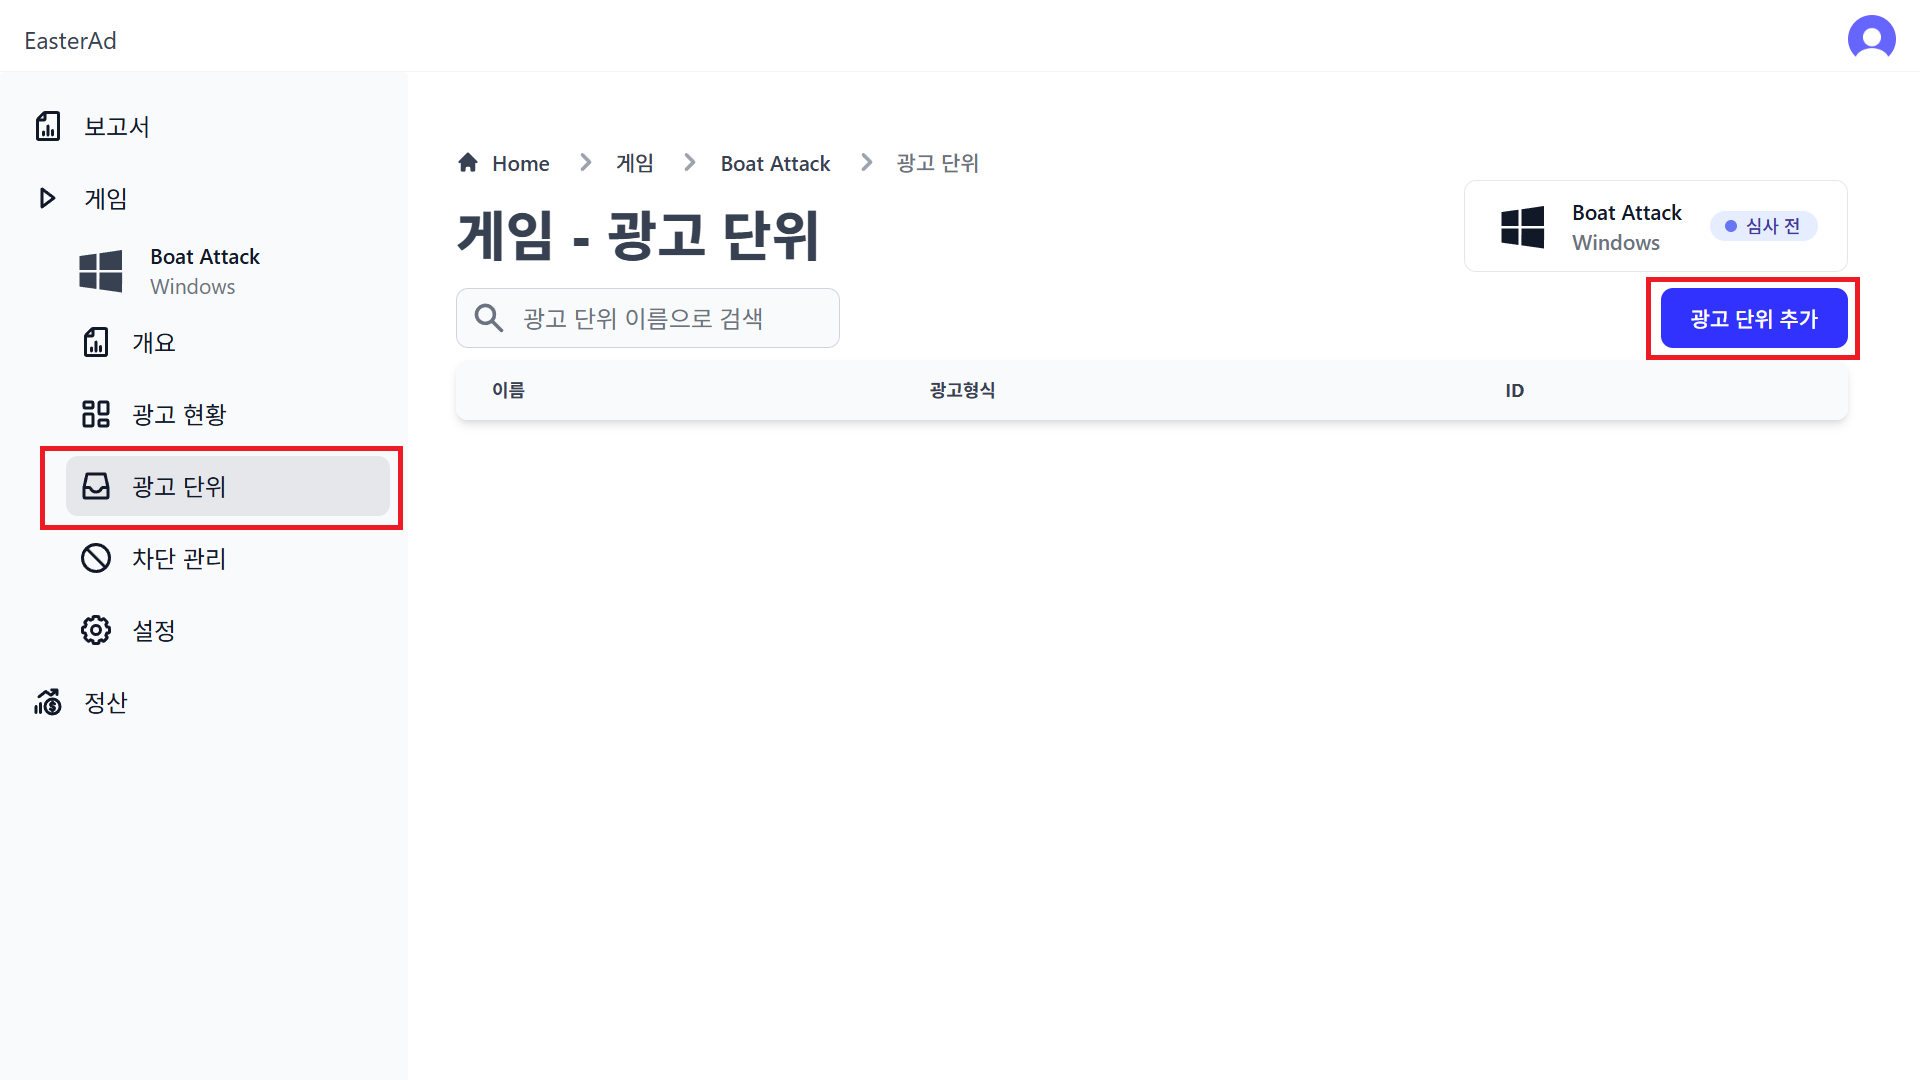 EasterAd
보고서
게임
Boat Attack
Windows
개요
광고 현황
광고 단위
차단 관리
설정
정산
Home 게임 Boat Attack 광고 단위
게임 - 광고 단위
Boat Attack
Windows
심사 전
광고 단위 이름으로 검색
광고 단위 추가
이름 광고형식 ID